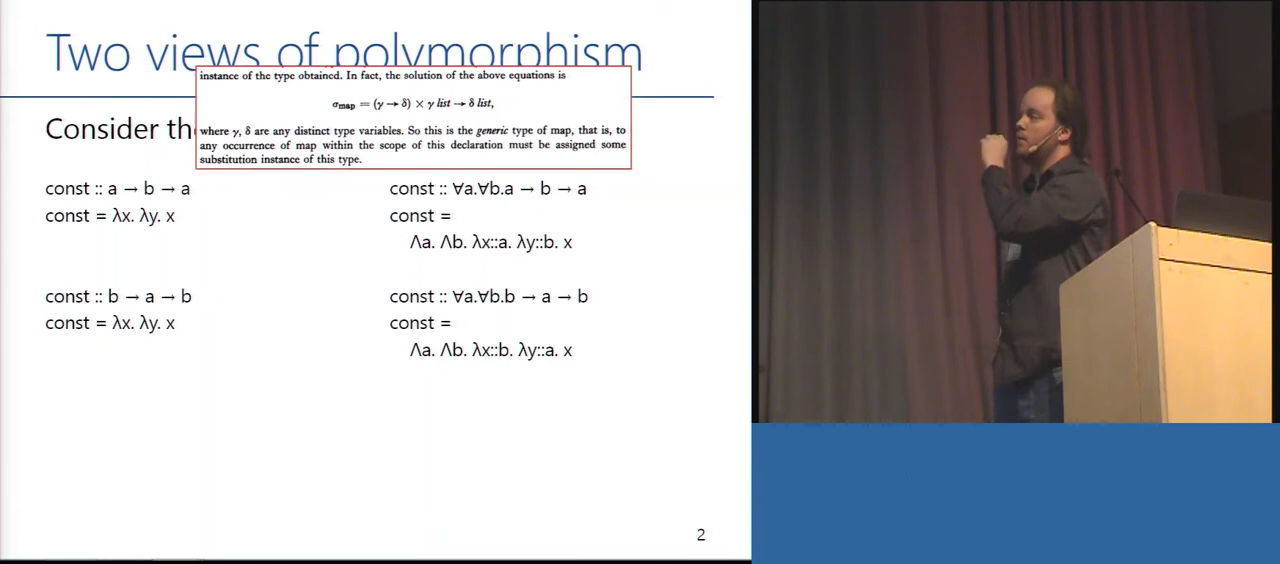 Two views of polymorphism
instance of the type obtained. In fact, the solution of the above equations is
σmap = (γ → δ) × γ list → δ list,
where γ, δ are any distinct type variables. So this is the generic type of map, that is, to
any occurrence of map within the scope of this declaration must be assigned some
substitution instance of this type.
Consider
const :: a → b → a
const = λx. λy. x
const :: b → a → b
const = λx. λy. x
const :: ∀a.∀b.a → b → a
const =
Λa. Λb. λx::a. λy::b. x
const :: ∀a.∀b.b → a → b
const =
Λa. Λb. λx::b. λy::a. x
2